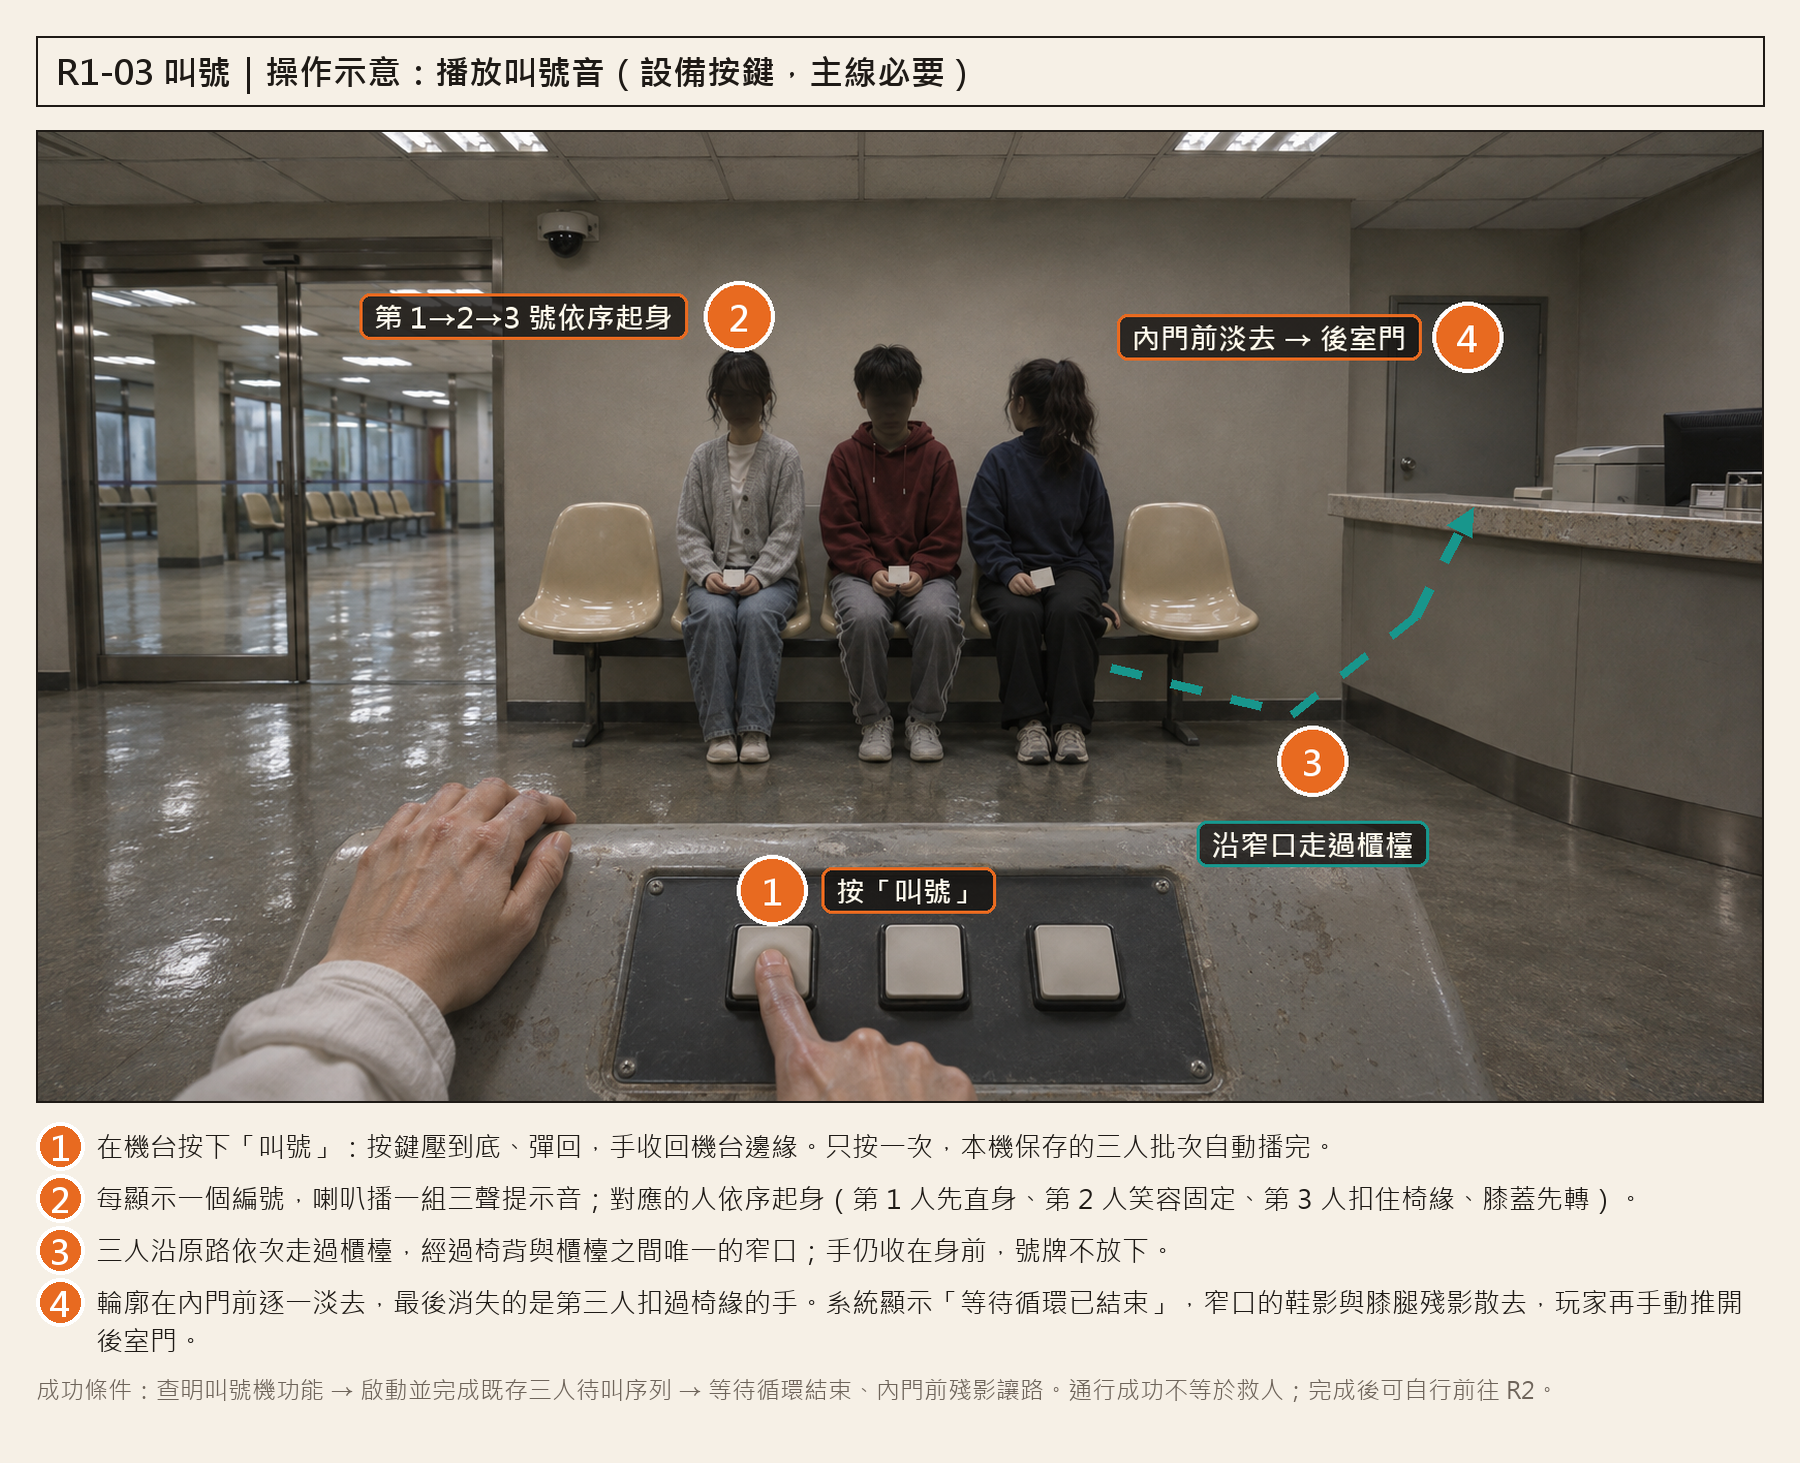 R1-03 叫號｜操作示意：播放叫號音（設備按鍵，主線必要）
第 1→2→3 號依序起身
2
內門前淡去 → 後室門
4
3
沿窄口走過櫃檯
1
按「叫號」
1 在機台按下「叫號」：按鍵壓到底、彈回，手收回機台邊緣。只按一次，本機保存的三人批次自動播完。
2 每顯示一個編號，喇叭播一組三聲提示音；對應的人依序起身（第 1 人先直身、第 2 人笑容固定、第 3 人扣住椅緣、膝蓋先轉）。
3 三人沿原路依次走過櫃檯，經過椅背與櫃檯之間唯一的窄口；手仍收在身前，號牌不放下。
4 輪廓在內門前逐一淡去，最後消失的是第三人扣過椅緣的手。系統顯示「等待循環已結束」，窄口的鞋影與膝腿殘影散去，玩家再手動推開
後室門。
成功條件：查明叫號機功能 → 啟動並完成既存三人待叫序列 → 等待循環結束、內門前殘影讓路。通行成功不等於救人；完成後可自行前往 R2。